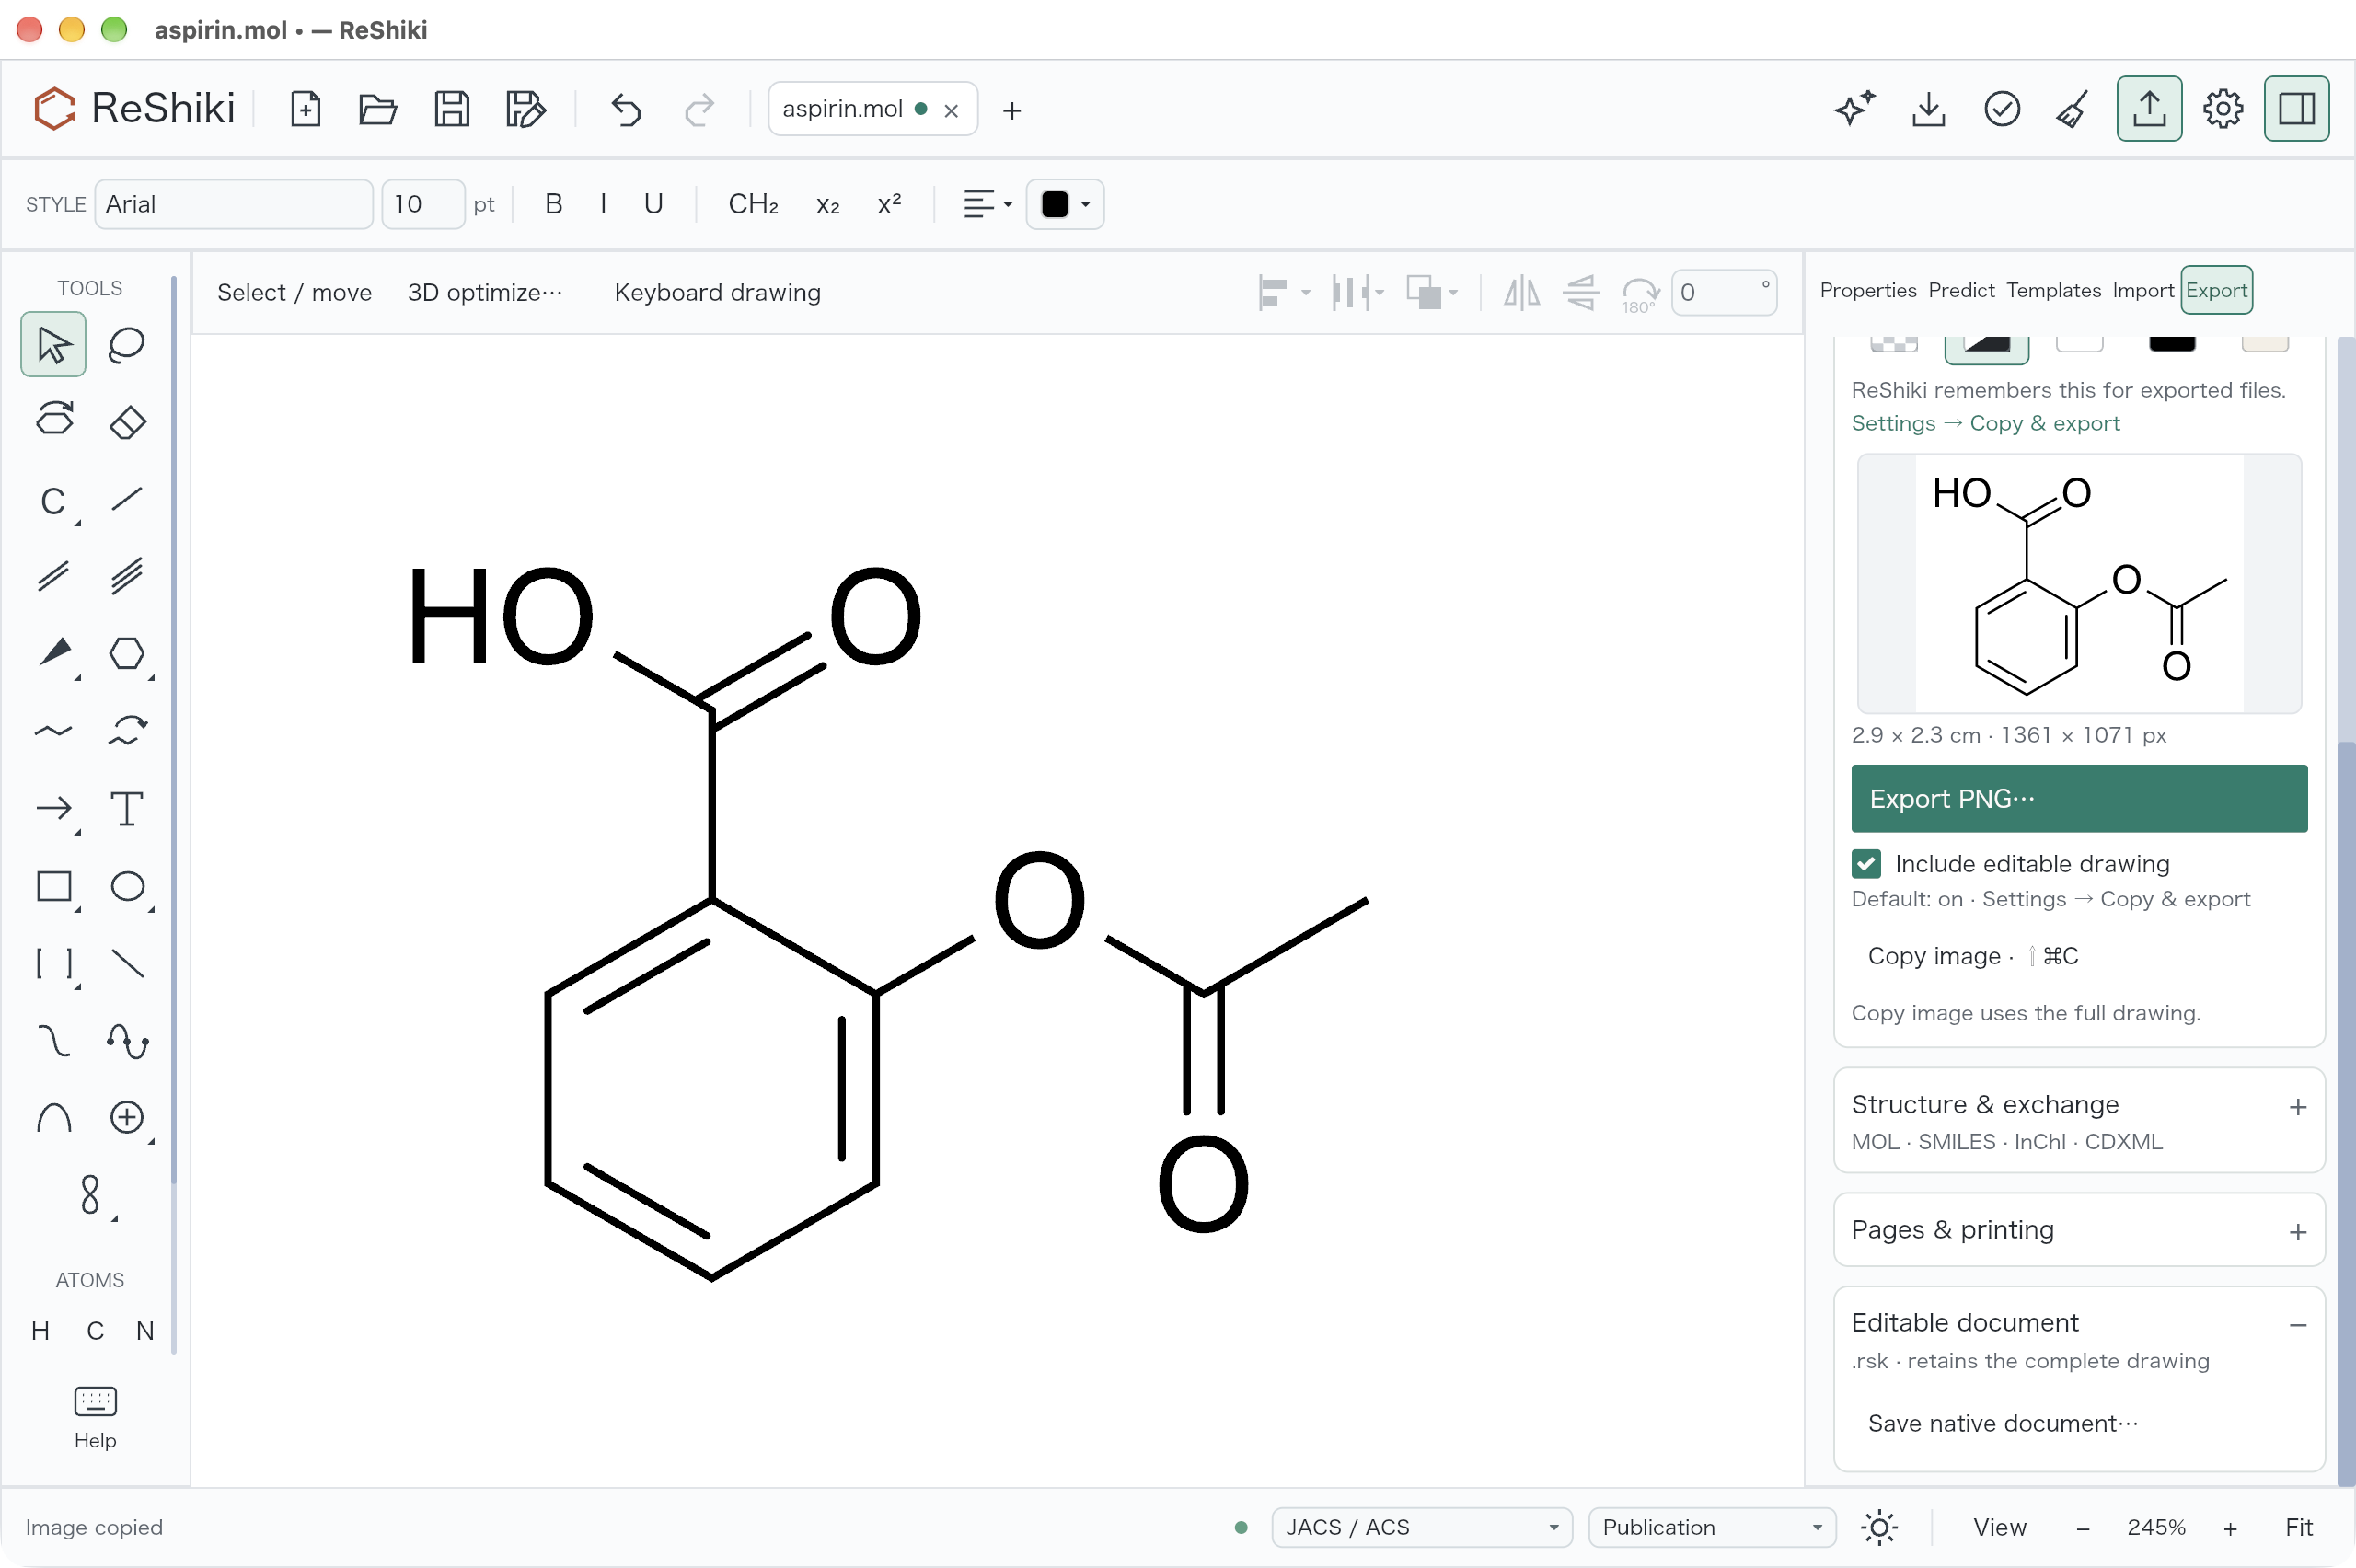 aspirin.mol • — ReShiki
ReShiki
aspirin.mol
STYLE Arial 10 pt B I U CH₂ x₂ x²
TOOLS
Select / move 3D optimize··· Keyboard drawing
180°
0 °
Properties Predict Templates Import Export
ReShiki remembers this for exported files.
Settings → Copy & export
HO O
O
O
2.9 × 2.3 cm · 1361 × 1071 px
Export PNG···
Include editable drawing
Default: on · Settings → Copy & export
Copy image · ⇧⌘C
Copy image uses the full drawing.
Structure & exchange +
MOL · SMILES · InChI · CDXML
Pages & printing +
Editable document −
.rsk · retains the complete drawing
Save native document···
C
T
[ ]
ATOMS
H C N
Help
HO O
O
O
Image copied
JACS / ACS
Publication
View − 245% + Fit